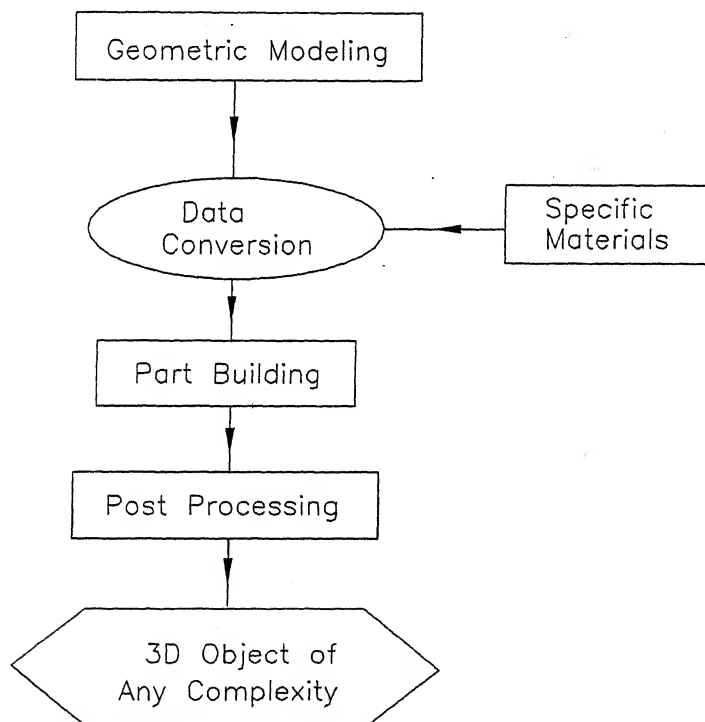 Geometric Modeling
Data
Conversion
Specific
Materials
Part Building
Post Processing
3D Object of
Any Complexity